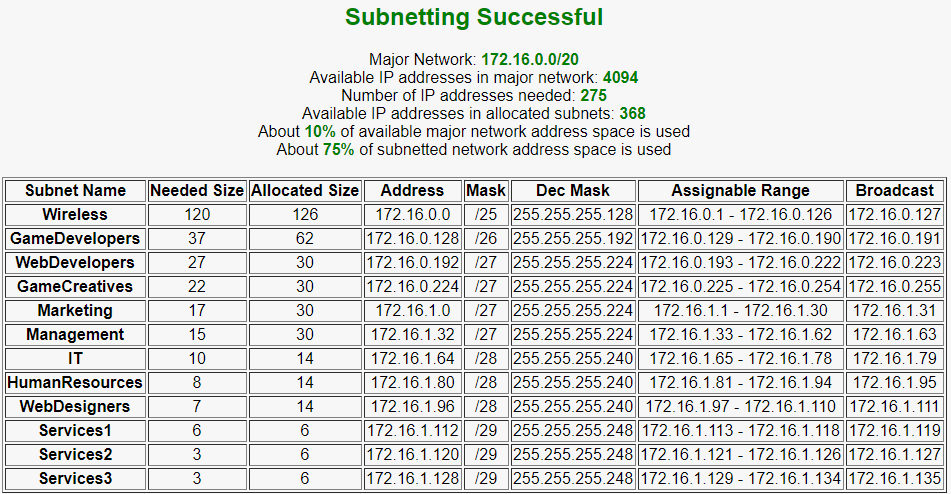 Subnetting Successful
Major Network: 172.16.0.0/20
Available IP addresses in major network: 4094
Number of IP addresses needed: 275
Available IP addresses in allocated subnets: 368
About 10% of available major network address space is used
About 75% of subnetted network address space is used
Subnet Name Needed Size Allocated Size Address Mask Dec Mask Assignable Range Broadcast
Wireless 120 126 172.16.0.0 /25 255.255.255.128 172.16.0.1 - 172.16.0.126 172.16.0.127
GameDevelopers 37 62 172.16.0.128 /26 255.255.255.192 172.16.0.129 - 172.16.0.190 172.16.0.191
WebDevelopers 27 30 172.16.0.192 /27 255.255.255.224 172.16.0.193 - 172.16.0.222 172.16.0.223
GameCreatives 22 30 172.16.0.224 /27 255.255.255.224 172.16.0.225 - 172.16.0.254 172.16.0.255
Marketing 17 30 172.16.1.0 /27 255.255.255.224 172.16.1.1 - 172.16.1.30 172.16.1.31
Management 15 30 172.16.1.32 /27 255.255.255.224 172.16.1.33 - 172.16.1.62 172.16.1.63
IT 10 14 172.16.1.64 /28 255.255.255.240 172.16.1.65 - 172.16.1.78 172.16.1.79
HumanResources 8 14 172.16.1.80 /28 255.255.255.240 172.16.1.81 - 172.16.1.94 172.16.1.95
WebDesigners 7 14 172.16.1.96 /28 255.255.255.240 172.16.1.97 - 172.16.1.110 172.16.1.111
Services1 6 6 172.16.1.112 /29 255.255.255.248 172.16.1.113 - 172.16.1.118 172.16.1.119
Services2 3 6 172.16.1.120 /29 255.255.255.248 172.16.1.121 - 172.16.1.126 172.16.1.127
Services3 3 6 172.16.1.128 /29 255.255.255.248 172.16.1.129 - 172.16.1.134 172.16.1.135